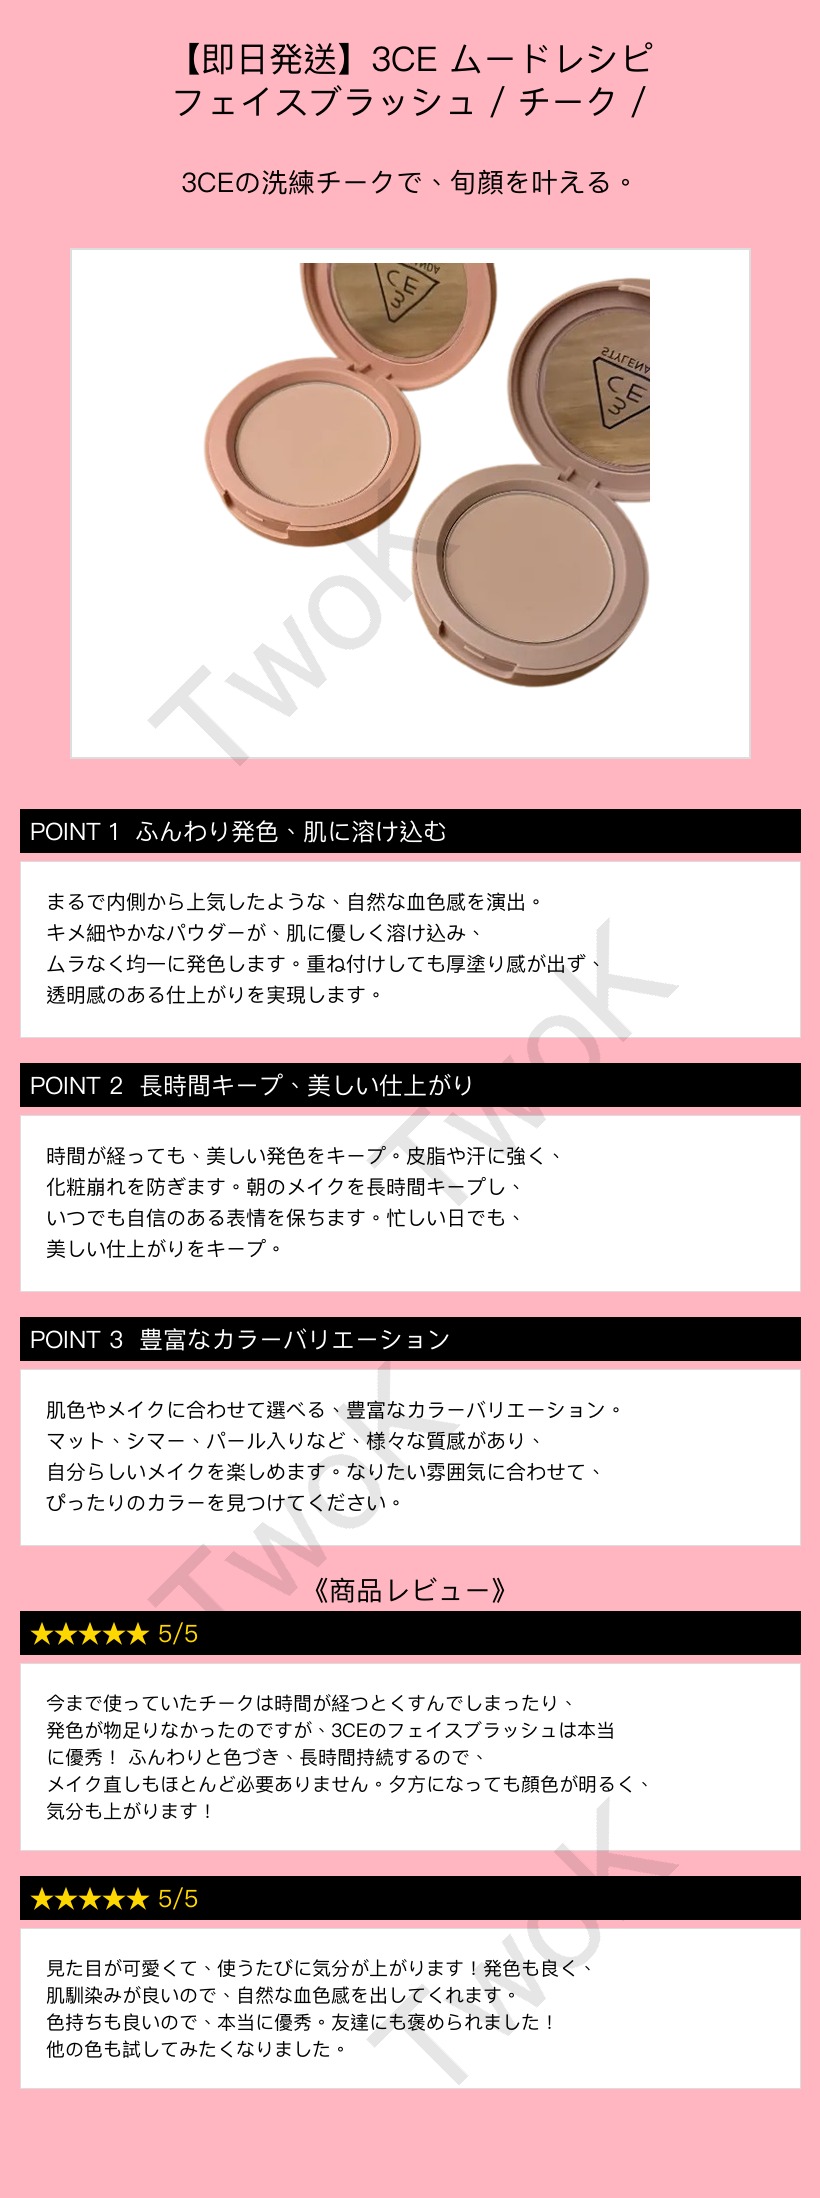 【即日発送】3CE ムードレシピ
フェイスブラッシュ / チーク /
3CEの洗練チークで、旬顔を叶える。
3CE
3CE
STYLENA
TwoK
POINT 1 ふんわり発色、肌に溶け込む
まるで内側から上気したような、自然な血色感を演出。
キメ細やかなパウダーが、肌に優しく溶け込み、
ムラなく均一に発色します。重ね付けしても厚塗り感が出ず、
透明感のある仕上がりを実現します。
TwoK
POINT 2 長時間キープ、美しい仕上がり
時間が経っても、美しい発色をキープ。皮脂や汗に強く、
化粧崩れを防ぎます。朝のメイクを長時間キープし、
いつでも自信のある表情を保ちます。忙しい日でも、
美しい仕上がりをキープ。
POINT 3 豊富なカラーバリエーション
肌色やメイクに合わせて選べる、豊富なカラーバリエーション。
マット、シマー、パール入りなど、様々な質感があり、
自分らしいメイクを楽しめます。なりたい雰囲気に合わせて、
ぴったりのカラーを見つけてください。
TwoK
《商品レビュー》
★★★★★ 5/5
今まで使っていたチークは時間が経つとくすんでしまったり、
発色が物足りなかったのですが、3CEのフェイスブラッシュは本当
に優秀！ ふんわりと色づき、長時間持続するので、
メイク直しもほとんど必要ありません。夕方になっても顔色が明るく、
気分も上がります！
★★★★★ 5/5
見た目が可愛くて、使うたびに気分が上がります！発色も良く、
肌馴染みが良いので、自然な血色感を出してくれます。
色持ちも良いので、本当に優秀。友達にも褒められました！
他の色も試してみたくなりました。
TwoK